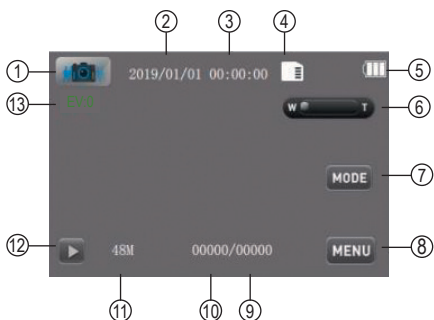 ② ③ ④
① 2019/01/01 00:00:00 ⑤
⑬ W T ⑥
MODE ⑦
⑫ 48M 00000/00000 MENU ⑧
⑪ ⑩ ⑨